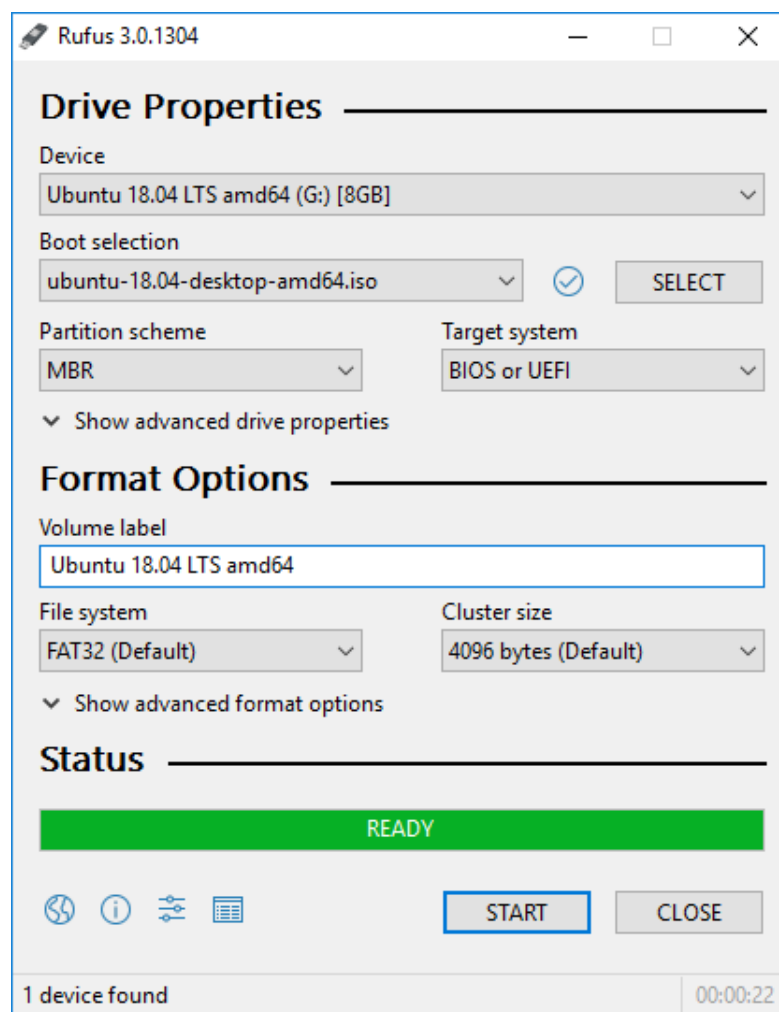 Rufus 3.0.1304
Drive Properties
Device
Ubuntu 18.04 LTS amd64 (G:) [8GB]
Boot selection
ubuntu-18.04-desktop-amd64.iso
SELECT
Partition scheme
Target system
MBR
BIOS or UEFI
Show advanced drive properties
Format Options
Volume label
Ubuntu 18.04 LTS amd64
File system
Cluster size
FAT32 (Default)
4096 bytes (Default)
Show advanced format options
Status
READY
START
CLOSE
1 device found
00:00:22